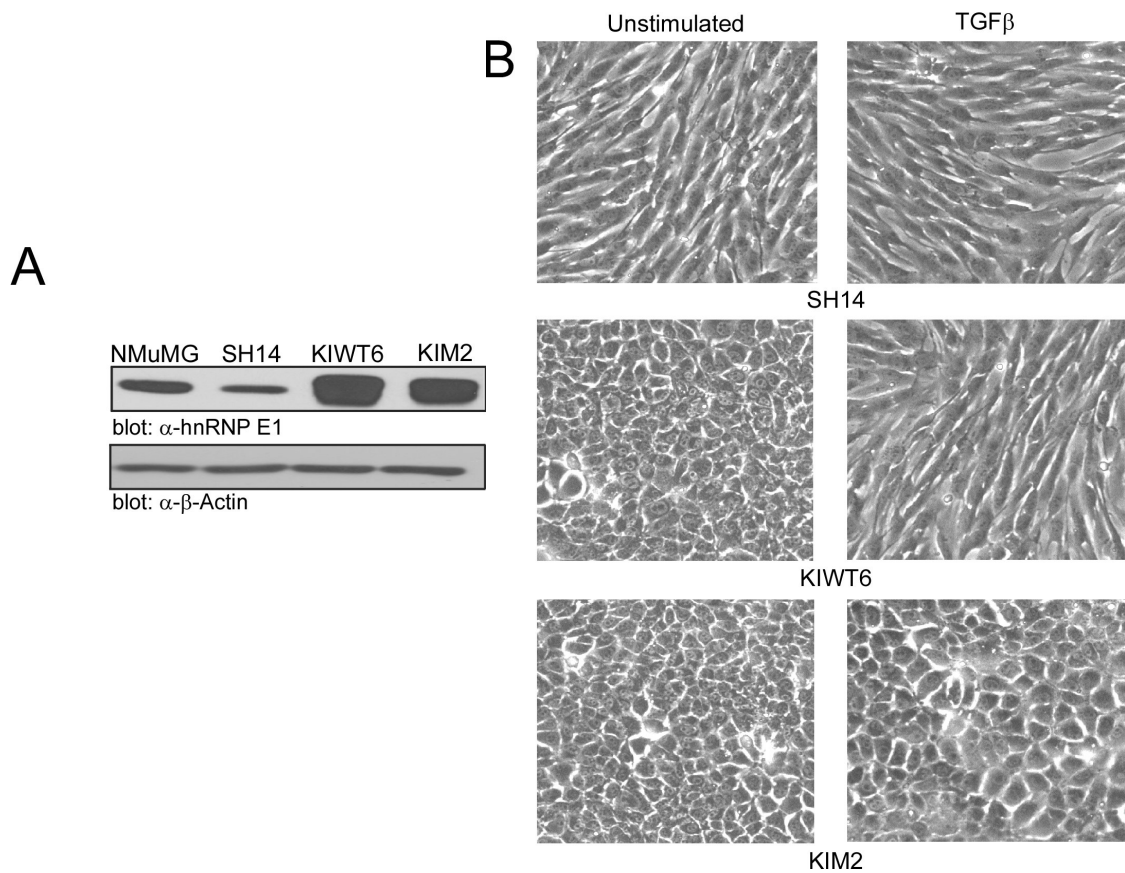 A
NMuMG SH14 KIWT6 KIM2
blot: α-hnRNP E1
blot: α-β-Actin
B
Unstimulated TGFβ
SH14
KIWT6
KIM2